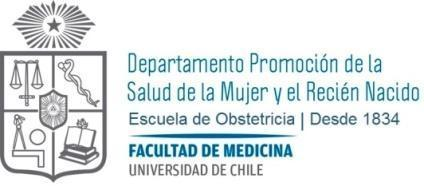 Departamento Promoción de la
Salud de la Mujer y el Recién Nacido
Escuela de Obstetricia | Desde 1834
FACULTAD DE MEDICINA
UNIVERSIDAD DE CHILE